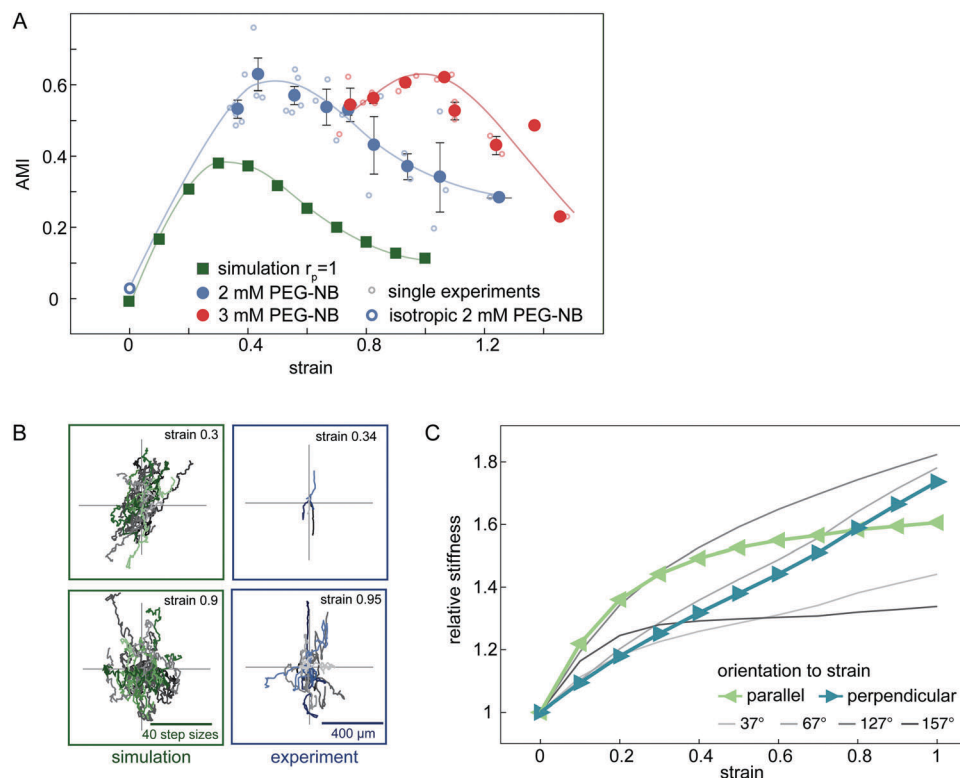 A
AMI
0.6
0.4
0.2
0
simulation rp=1
2 mM PEG-NB
3 mM PEG-NB
single experiments
isotropic 2 mM PEG-NB
0 0.4 0.8 1.2
strain
B
strain 0.3
strain 0.34
strain 0.9
strain 0.95
40 step sizes
400 µm
simulation
experiment
C
relative stiffness
1.8
1.6
1.4
1.2
1
orientation to strain
parallel perpendicular
37° 67° 127° 157°
0 0.2 0.4 0.6 0.8 1
strain